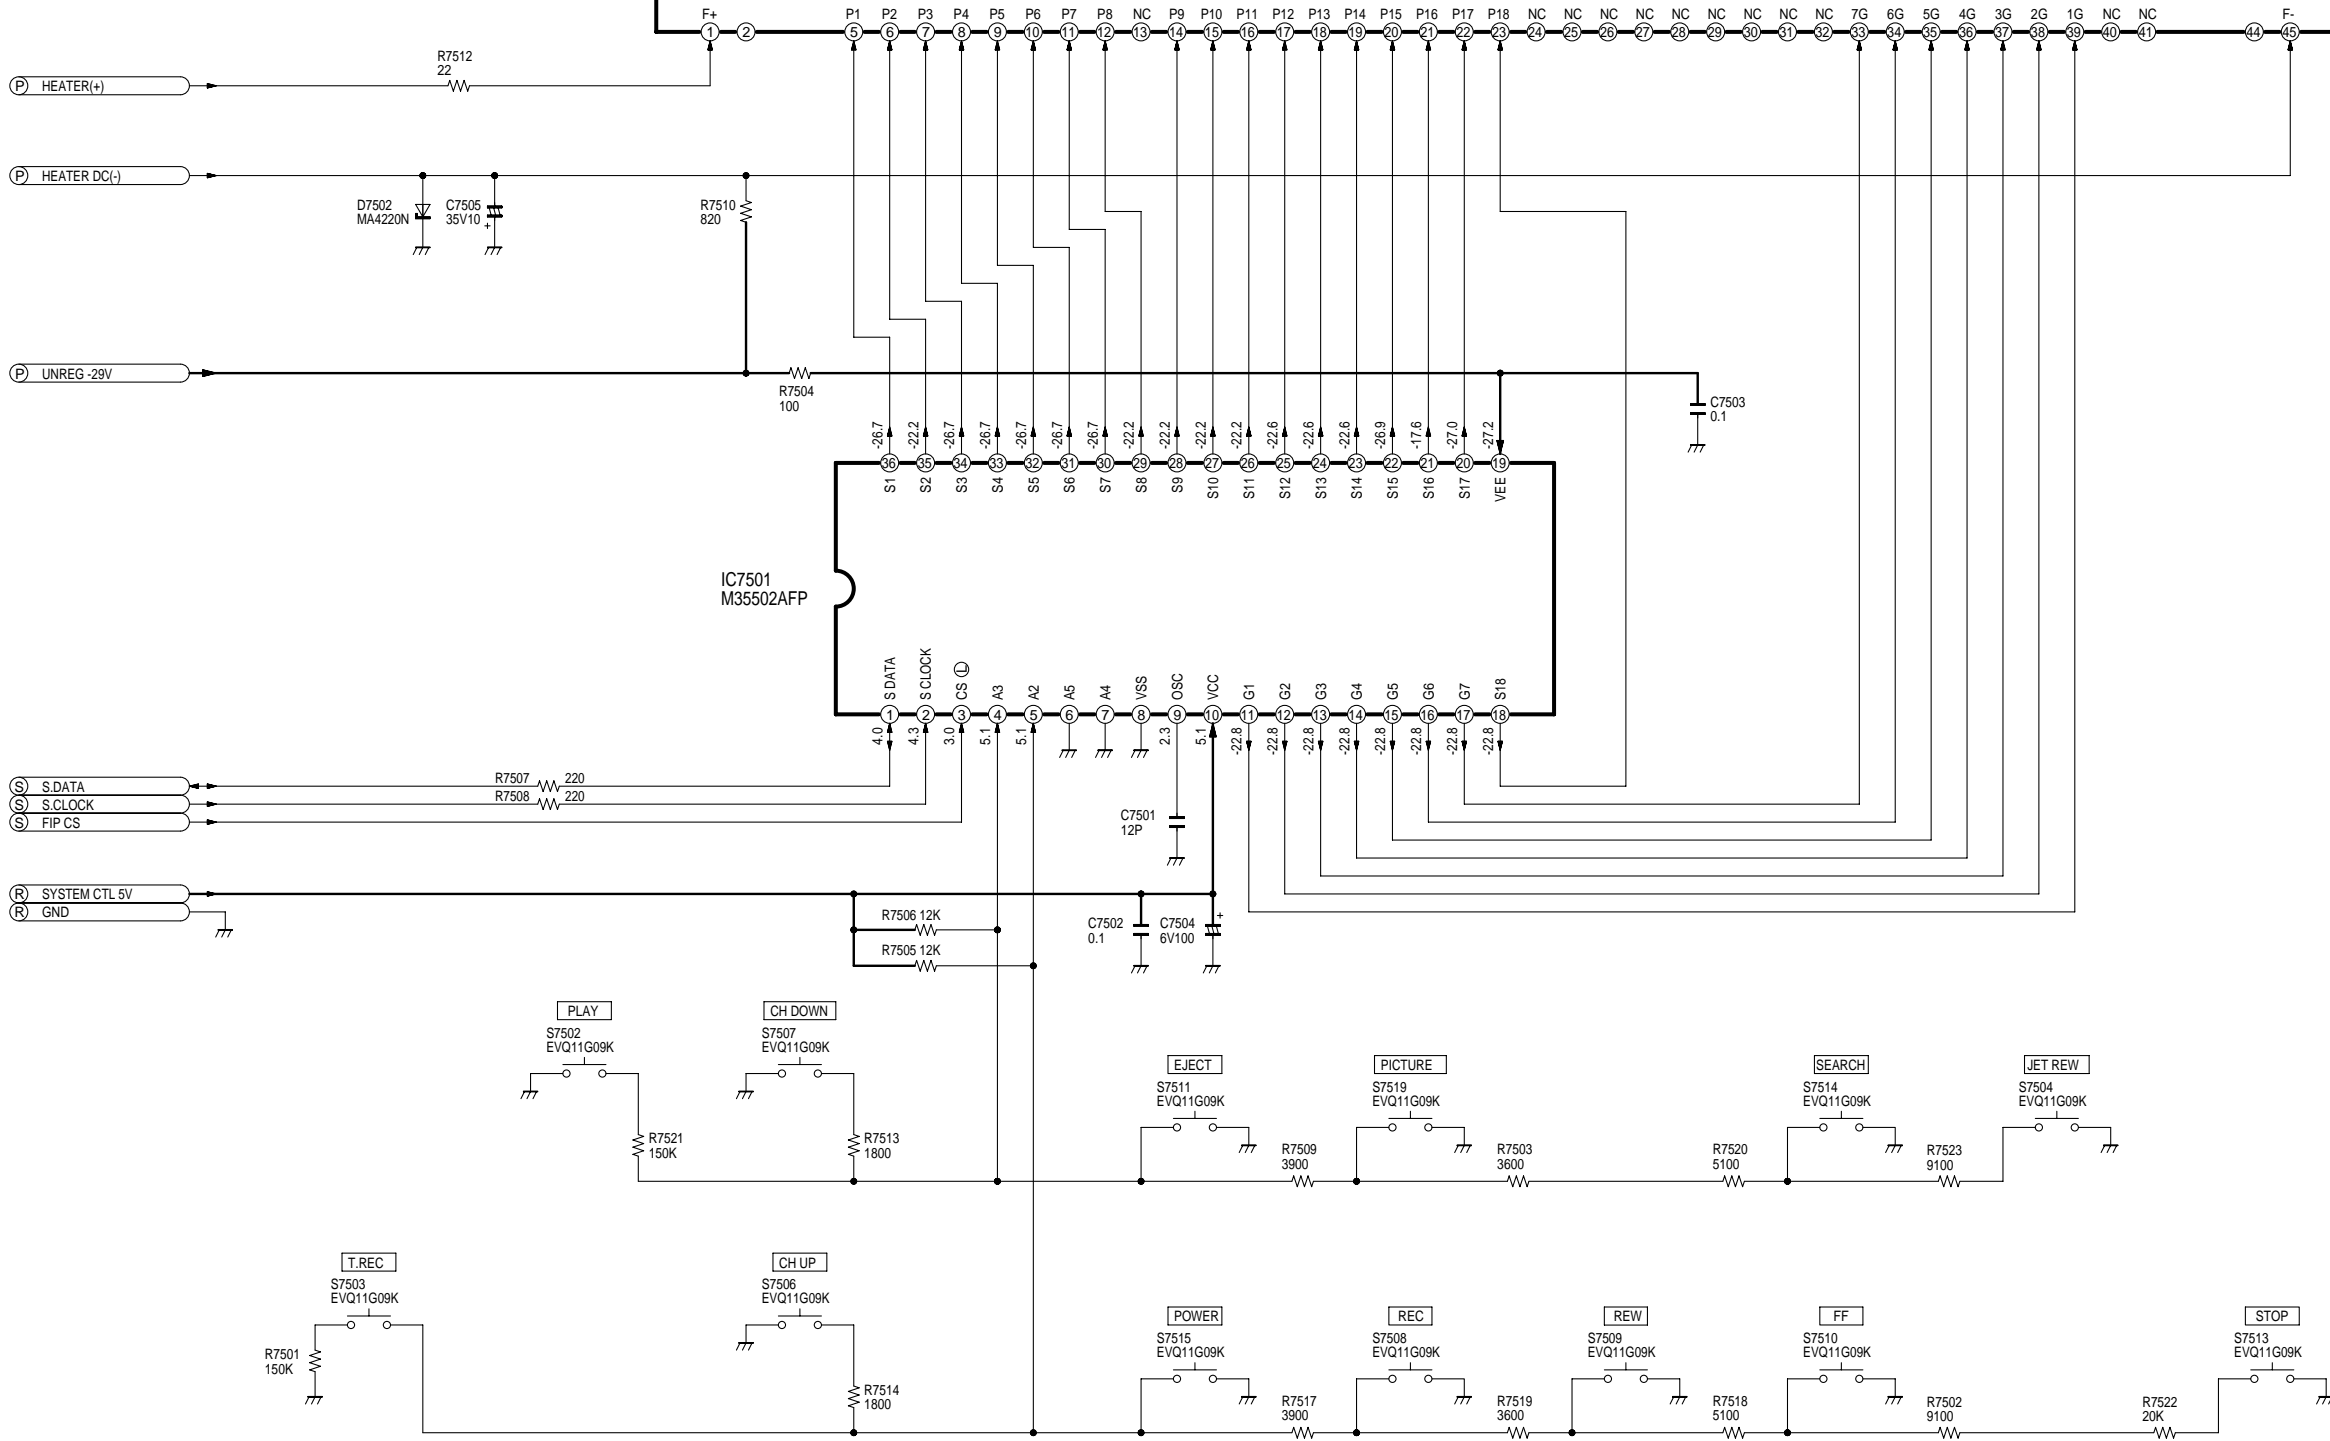 F+ P1 P2 P3 P4 P5 P6 P7 P8 NC P9 P10 P11 P12 P13 P14 P15 P16 P17 P18 NC NC NC NC NC NC NC NC NC 7G 6G 5G 4G 3G 2G 1G NC NC F-
1 2 5 6 7 8 9 10 11 12 13 14 15 16 17 18 19 20 21 22 23 24 25 26 27 28 29 30 31 32 33 34 35 36 37 38 39 40 41 44 45
R7512
22
P HEATER(+)
P HEATER DC(-)
D7502
MA4220N
C7505
35V10
+
R7510
820
P UNREG -29V
R7504
100
C7503
0.1
-26.7 -22.2 -26.7 -26.7 -26.7 -26.7 -26.7 -22.2 -22.2 -22.2 -22.2 -22.6 -22.6 -22.6 -26.9 -17.6 -27.0 -27.2
36 35 34 33 32 31 30 29 28 27 26 25 24 23 22 21 20 19
S1 S2 S3 S4 S5 S6 S7 S8 S9 S10 S11 S12 S13 S14 S15 S16 S17 VEE
IC7501
M35502AFP
S DATA S CLOCK CS L A3 A2 A5 A4 VSS OSC VCC G1 G2 G3 G4 G5 G6 G7 S18
1 2 3 4 5 6 7 8 9 10 11 12 13 14 15 16 17 18
4.0 4.3 3.0 5.1 5.1 2.3 5.1 -22.8 -22.8 -22.8 -22.8 -22.8 -22.8 -22.8 -22.8
S S.DATA
R7507 220
S S.CLOCK
R7508 220
S FIP CS
C7501
12P
R SYSTEM CTL 5V
R GND
R7506 12K
R7505 12K
C7502
0.1
C7504
6V100
+
PLAY
S7502
EVQ11G09K
CH DOWN
S7507
EVQ11G09K
EJECT
S7511
EVQ11G09K
PICTURE
S7519
EVQ11G09K
SEARCH
S7514
EVQ11G09K
JET REW
S7504
EVQ11G09K
R7521
150K
R7513
1800
R7509
3900
R7503
3600
R7520
5100
R7523
9100
T.REC
S7503
EVQ11G09K
CH UP
S7506
EVQ11G09K
POWER
S7515
EVQ11G09K
REC
S7508
EVQ11G09K
REW
S7509
EVQ11G09K
FF
S7510
EVQ11G09K
STOP
S7513
EVQ11G09K
R7501
150K
R7514
1800
R7517
3900
R7519
3600
R7518
5100
R7502
9100
R7522
20K